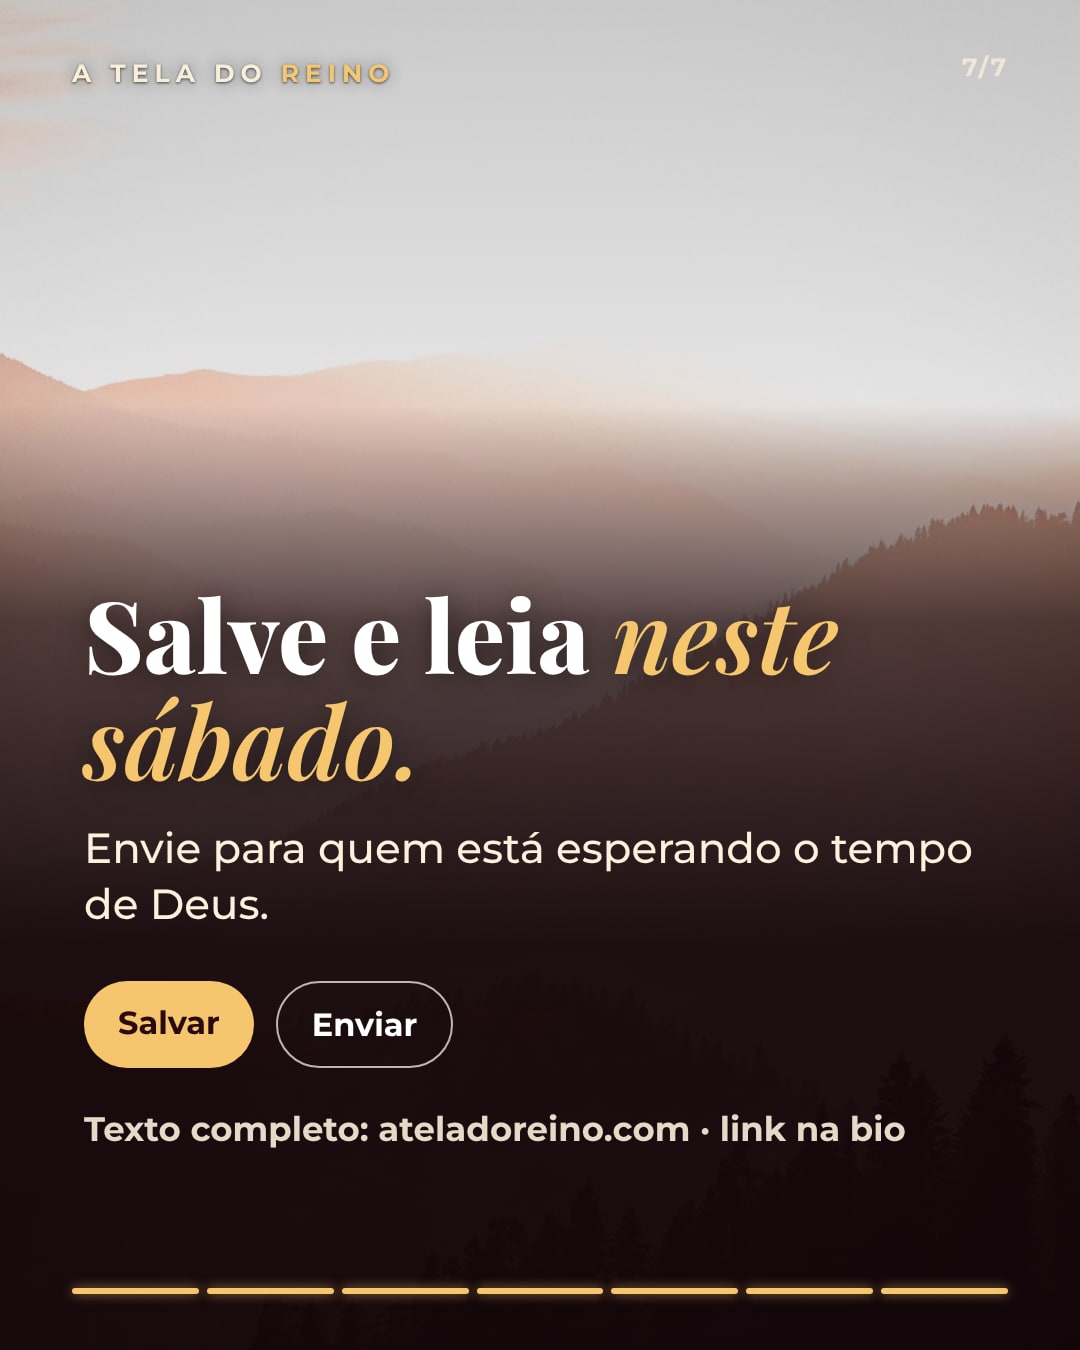 A TELA DO REINO
7/7
Salve e leia neste
sábado.
Envie para quem está esperando o tempo
de Deus.
Salvar
Enviar
Texto completo: ateladoreino.com · link na bio